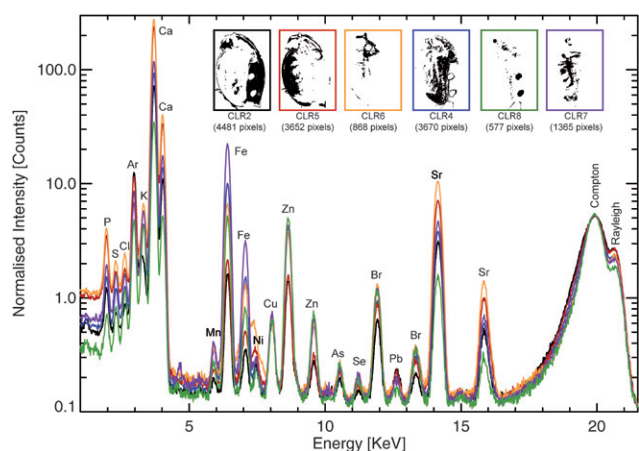 Normalised Intensity [Counts]
100.0
10.0
1.0
0.1
5
10
15
20
Energy [KeV]
P
S
Cl
Ar
K
Ca
Ca
Mn
Fe
Fe
Ni
Cu
Zn
Zn
As
Se
Br
Pb
Br
Sr
Sr
Compton
Rayleigh
CLR2
(4481 pixels)
CLR5
(3652 pixels)
CLR6
(868 pixels)
CLR4
(3670 pixels)
CLR8
(577 pixels)
CLR7
(1365 pixels)